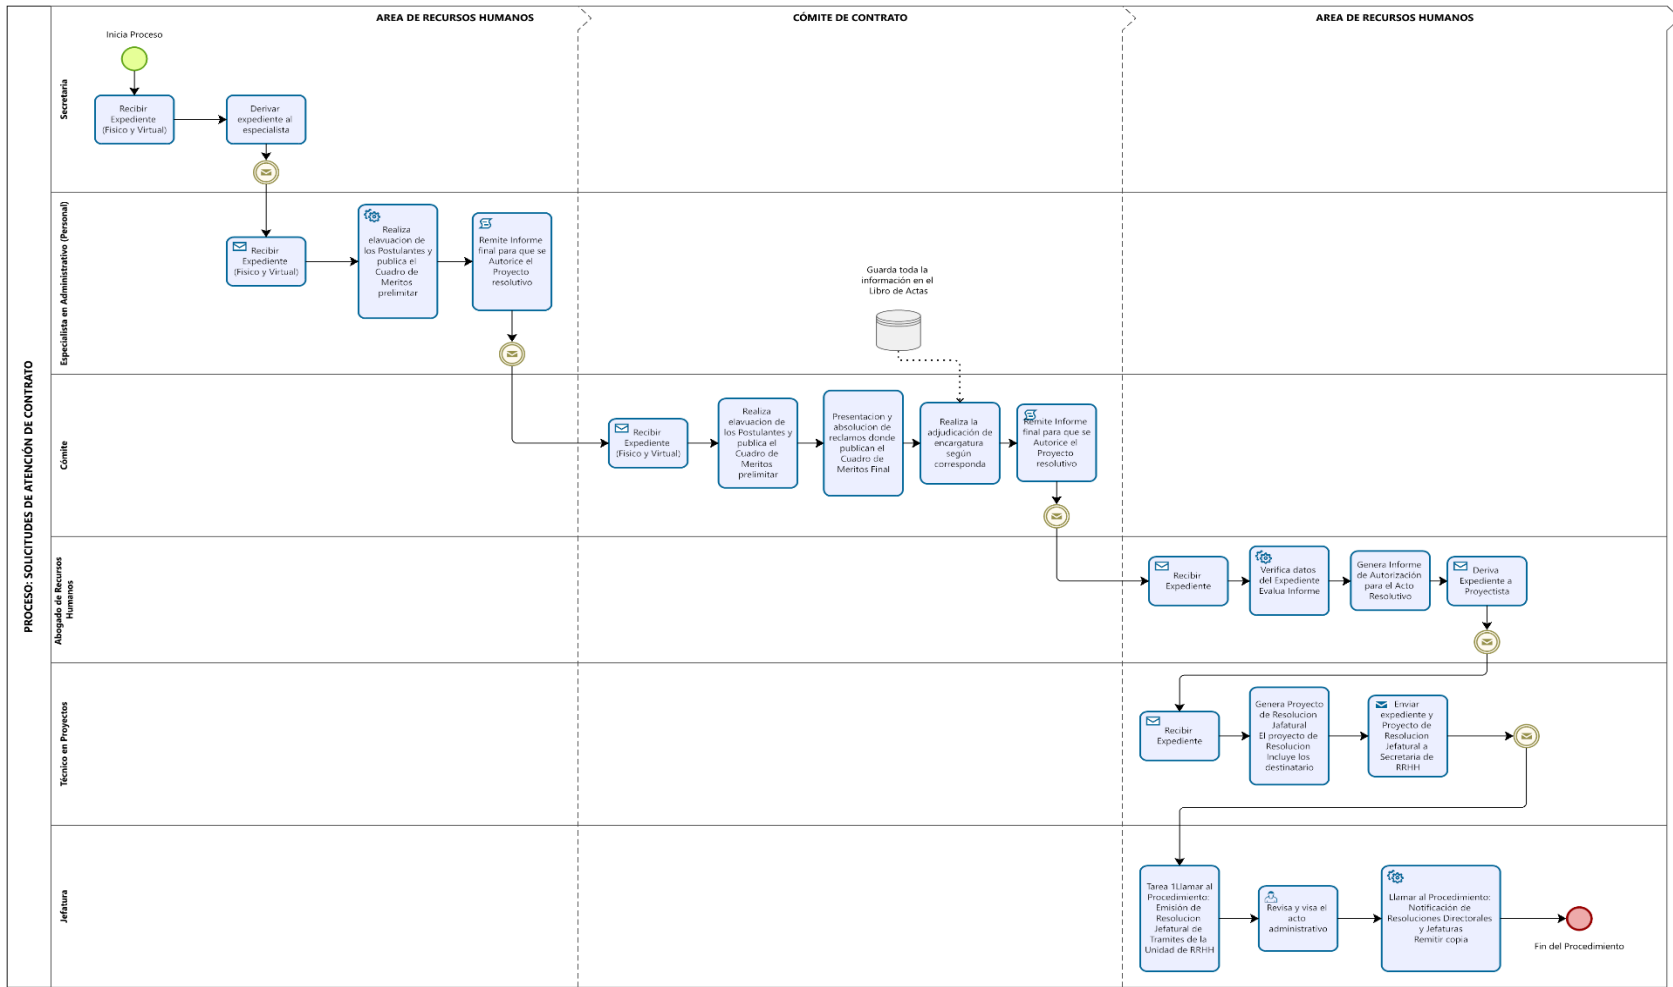 AREA DE RECURSOS HUMANOS
CÓMITE DE CONTRATO
AREA DE RECURSOS HUMANOS
PROCESO: SOLICITUDES DE ATENCIÓN DE CONTRATO
Secretaria
Inicia Proceso
Recibir
Expediente
(Fisico y Virtual)
Derivar
expediente al
especialista
Especialista en Administrativo (Personal)
Recibir
Expediente
(Fisico y Virtual)
Realiza
elavuacion de
los Postulantes y
publica el
Cuadro de
Meritos
prelimitar
Remite Informe
final para que se
Autorice el
Proyecto
resolutivo
Guarda toda la
información en el
Libro de Actas
Cómite
Recibir
Expediente
(Fisico y Virtual)
Realiza
elavuacion de
los Postulantes y
publica el
Cuadro de
Meritos
prelimitar
Presentacion y
absolucion de
reclamos donde
publican el
Cuadro de
Meritos Final
Realiza la
adjudicación de
encargatura
según
corresponda
Remite Informe
final para que se
Autorice el
Proyecto
resolutivo
Abogado de Recursos
Humanos
Recibir
Expediente
Verifica datos
del Expediente
Evalua Informe
Genera Informe
de Autorización
para el Acto
Resolutivo
Deriva
Expediente a
Proyectista
Técnico en Proyectos
Recibir
Expediente
Genera Proyecto
de Resolucion
Jafatural
El proyecto de
Resolucion
Incluye los
destinatario
Enviar
expediente y
Proyecto de
Resolucion
Jefatural a
Secretaria de
RRHH
Jefatura
Tarea 1Llamar al
Procedimiento:
Emisión de
Resolucion
Jefatural de
Tramites de la
Unidad de RRHH
Revisa y visa el
acto
administrativo
Llamar al Procedimiento:
Notificación de
Resoluciones Directorales
y Jefaturas
Remitir copia
Fin del Procedimiento